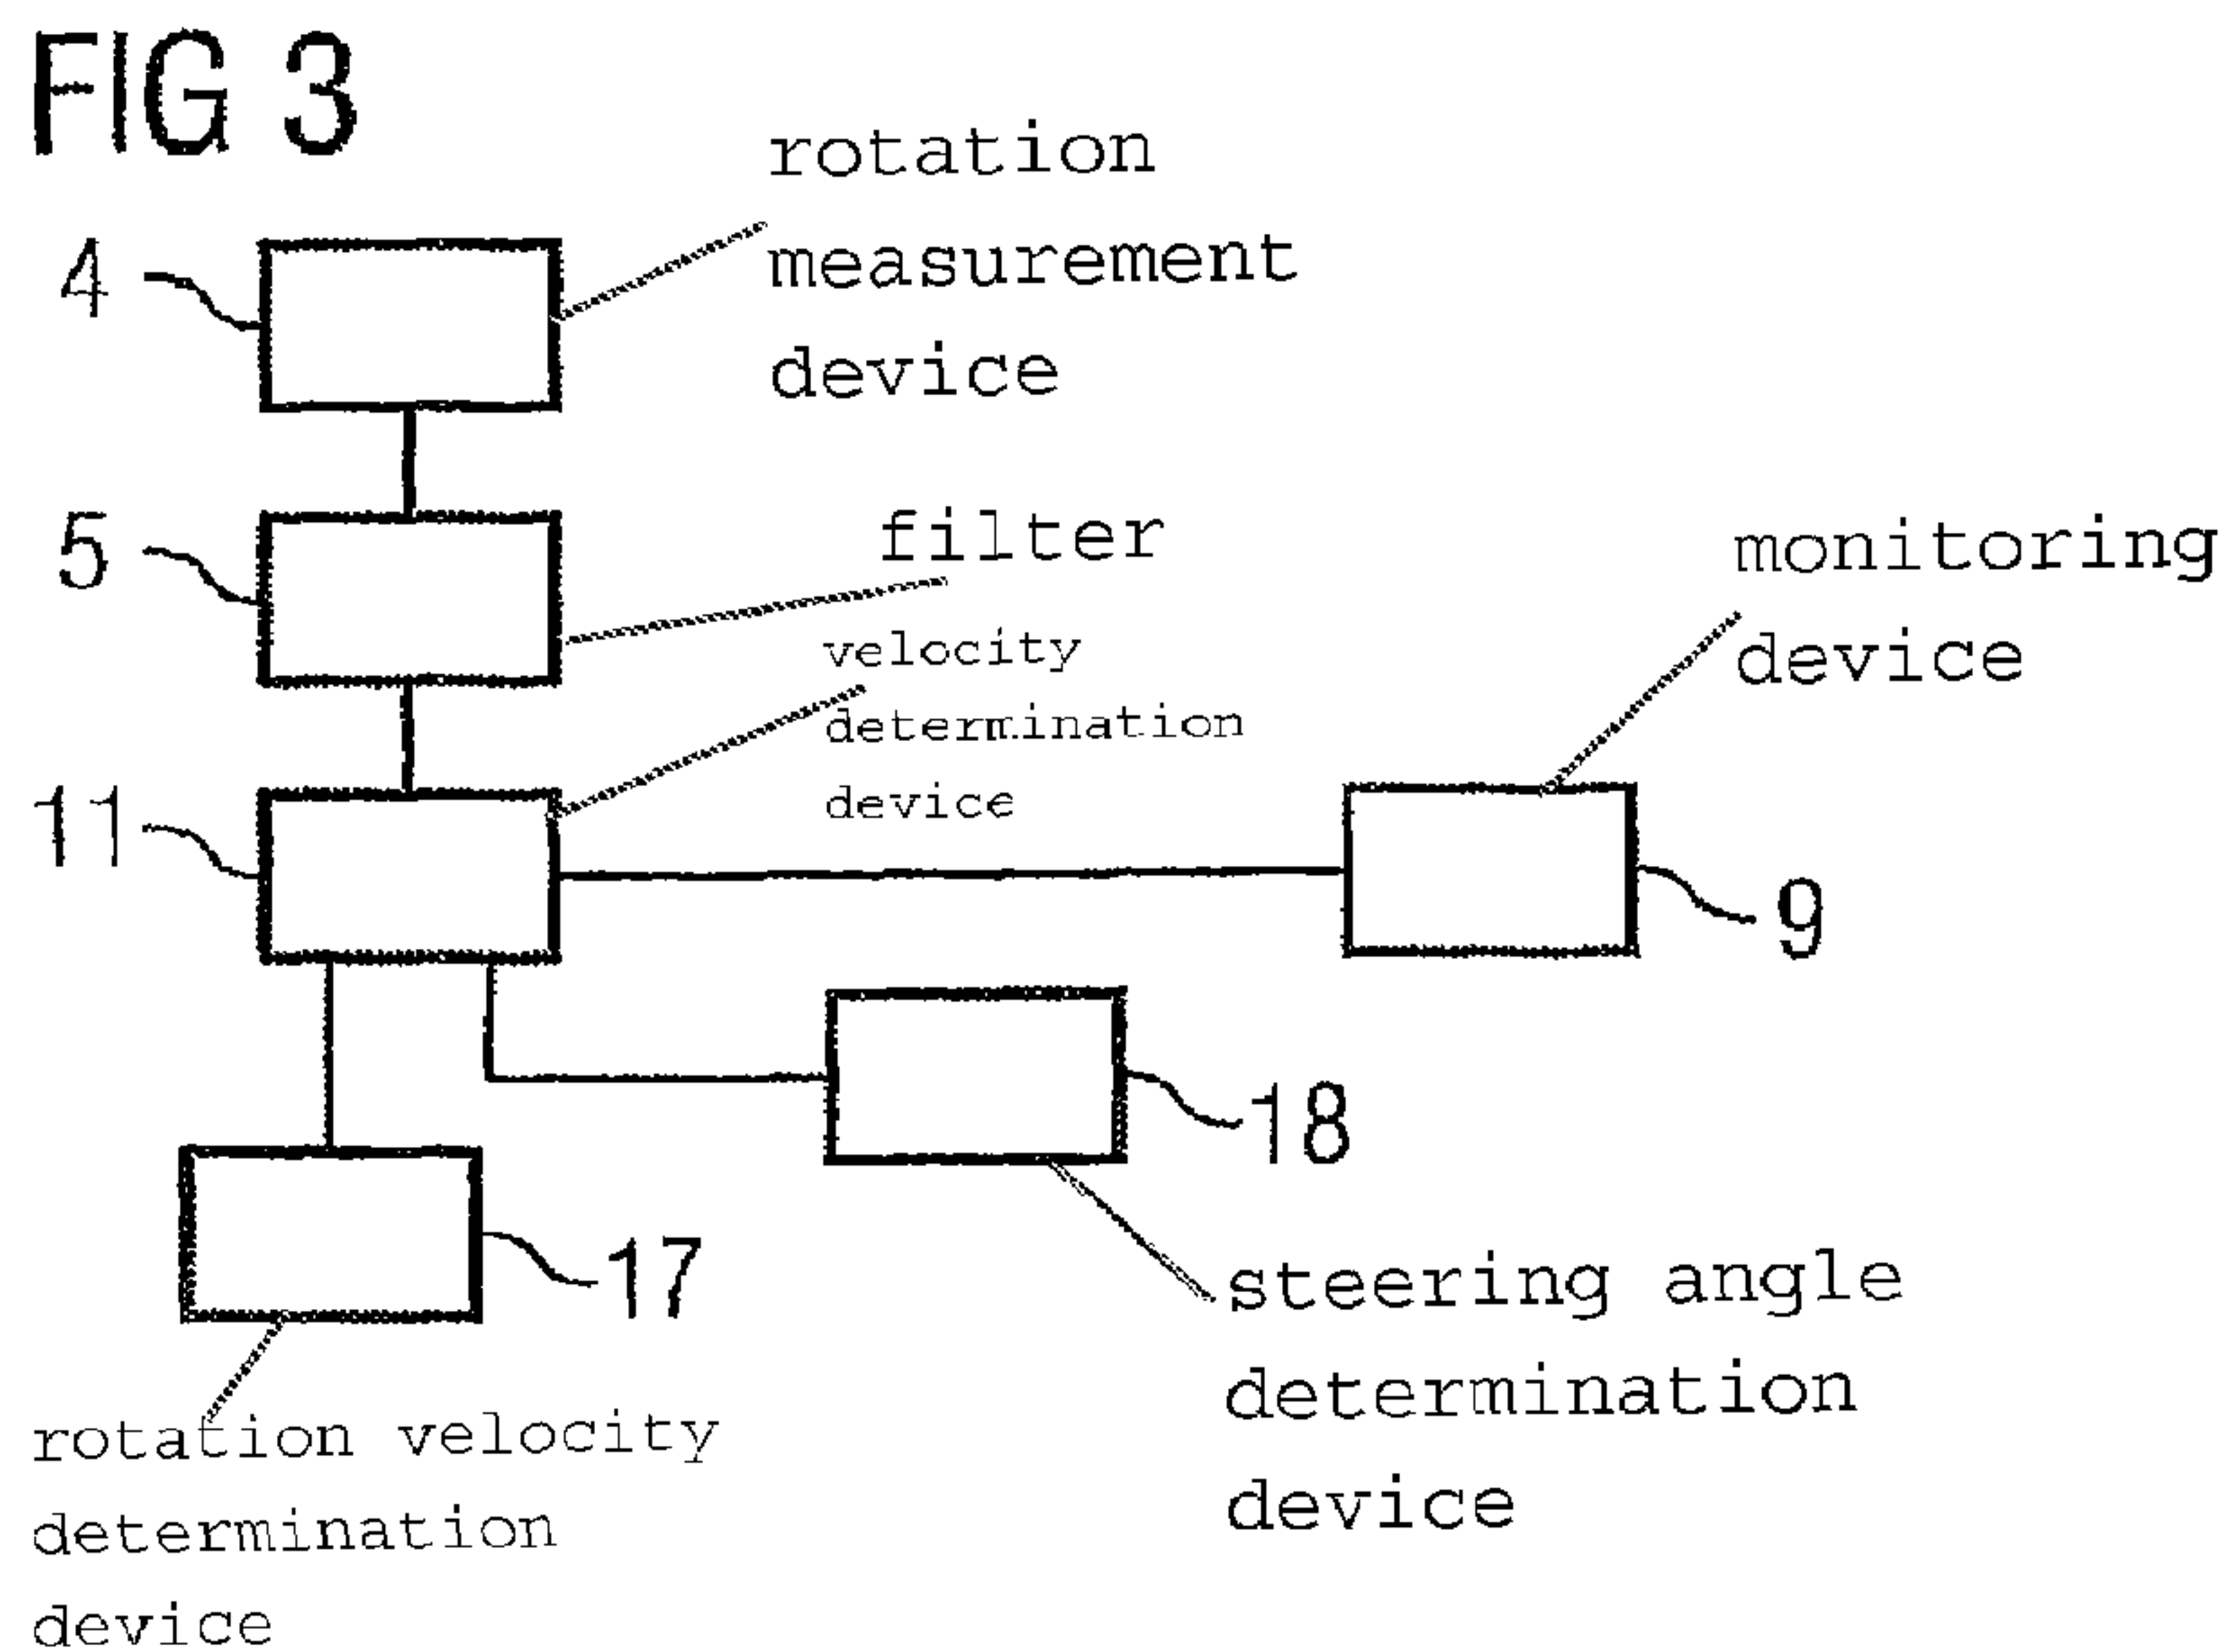 FIG 3
rotation
measurement
device
4
5
filter
monitoring
device
velocity
determination
device
11
9
18
17
steering angle
determination
device
rotation velocity
determination
device